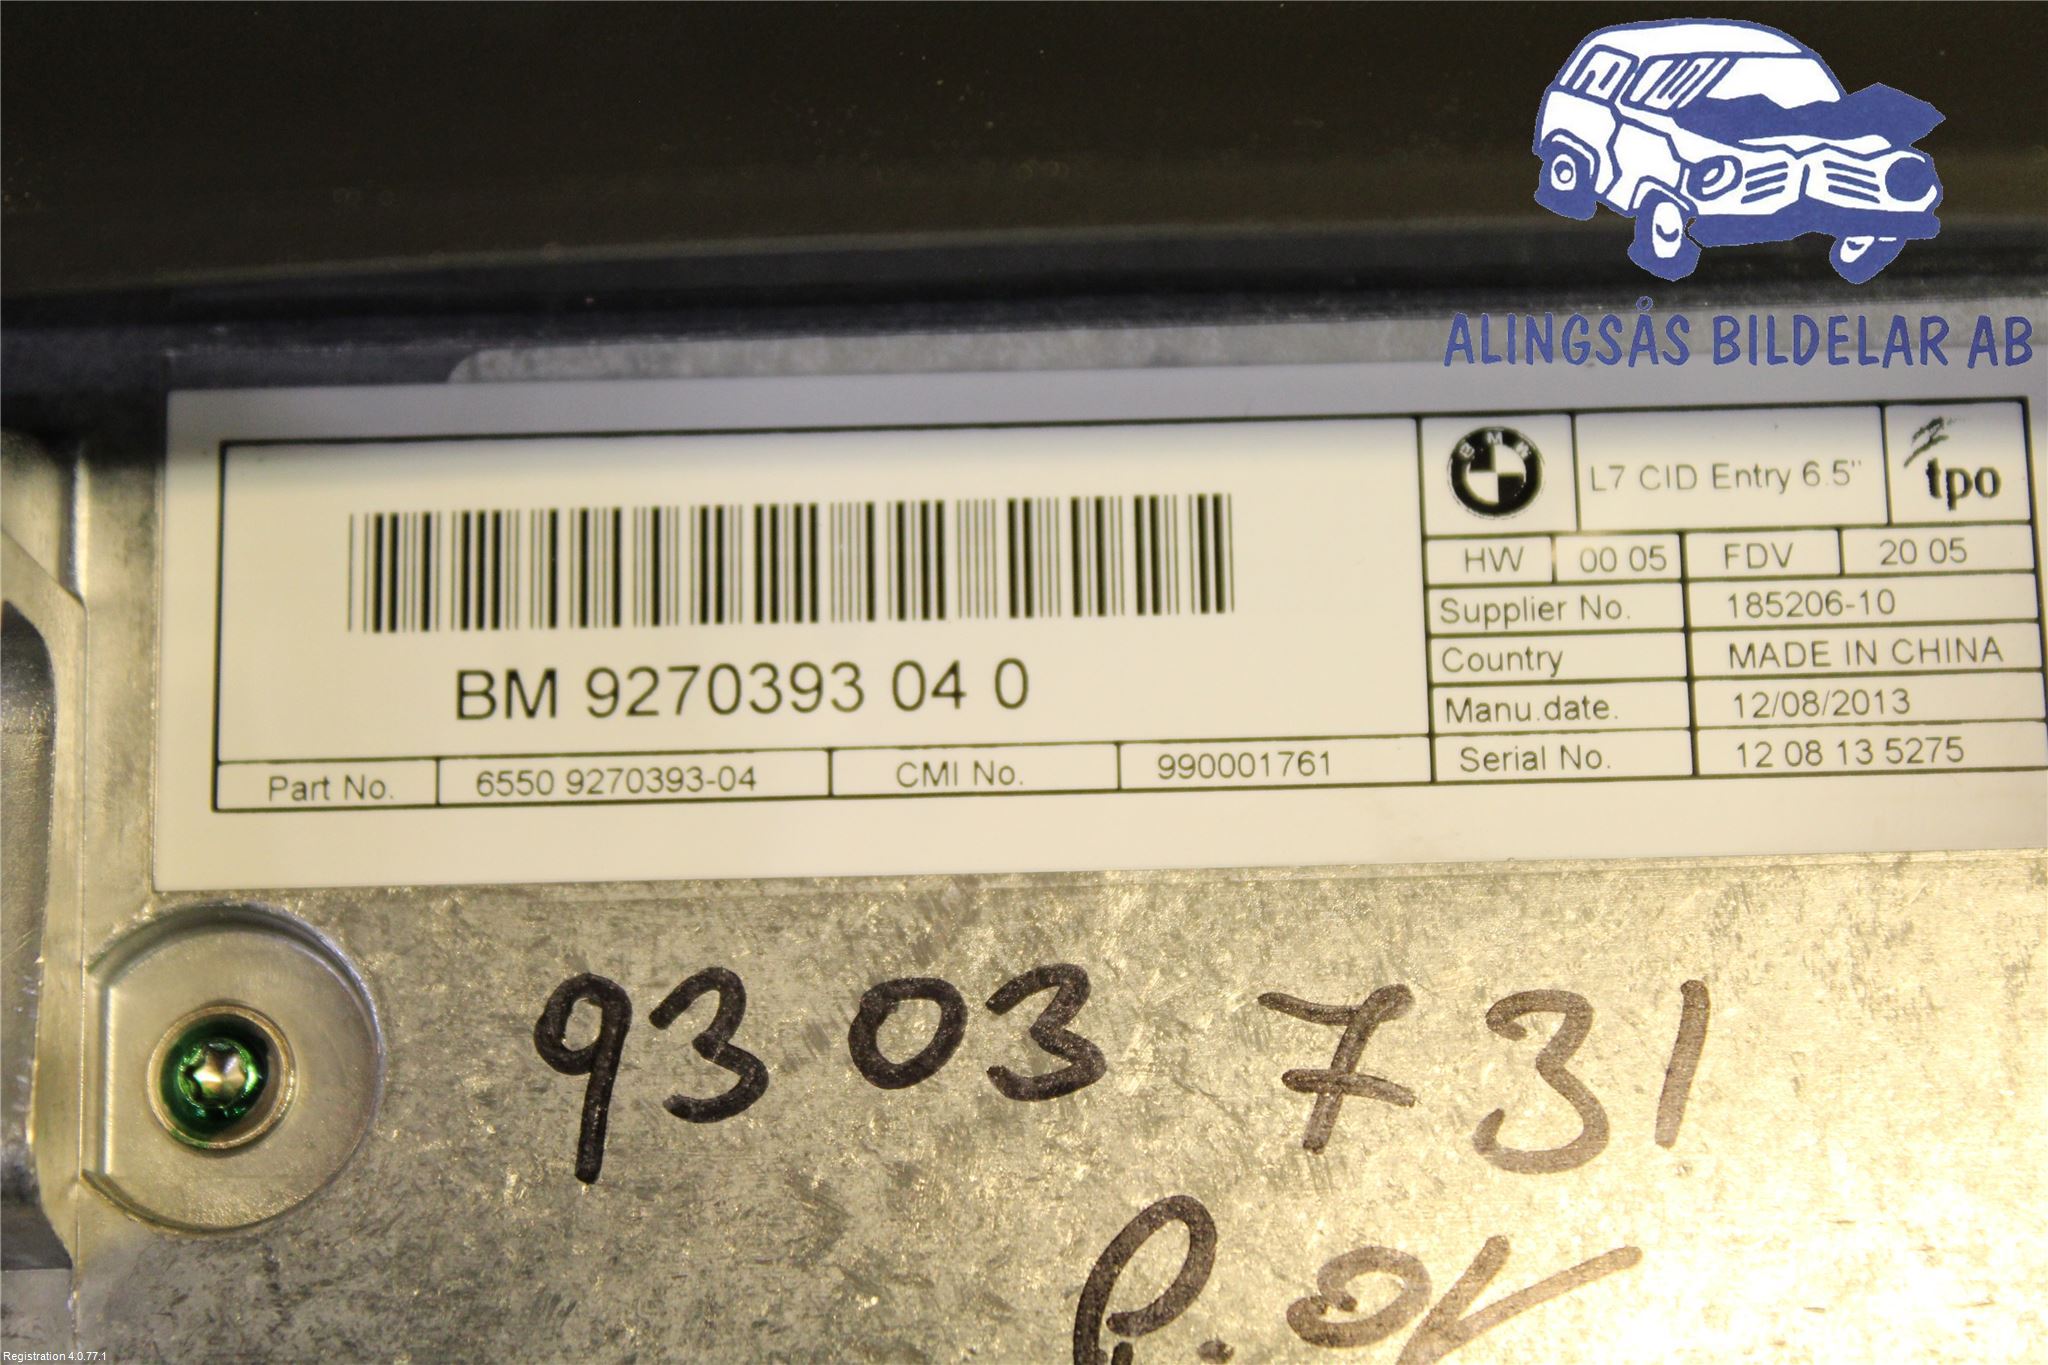 ALINGSÅS BILDELAR AB
BMW
L7 CID Entry 6.5"
tpo
HW 00 05 FDV 20 05
Supplier No. 185206-10
Country MADE IN CHINA
Manu.date. 12/08/2013
Serial No. 12 08 13 5275
BM 9270393 04 0
Part No. 6550 9270393-04 CMI No. 990001761
93 03 731
Registration 4.0.77.1